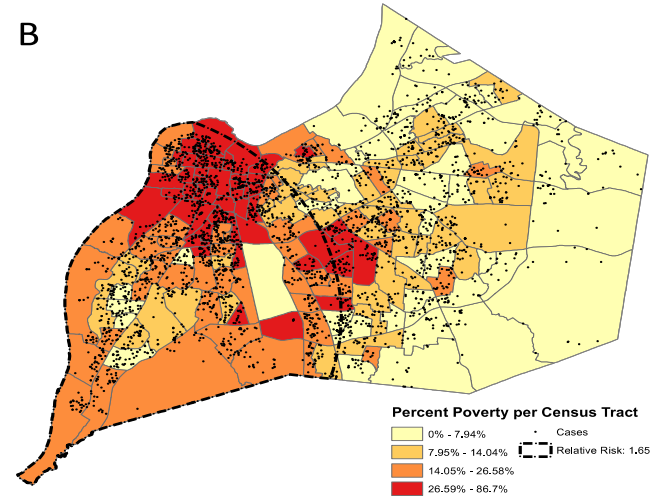 B
Percent Poverty per Census Tract
0% - 7.94%
7.95% - 14.04%
14.05% - 26.58%
26.59% - 86.7%
Cases
Relative Risk: 1.65